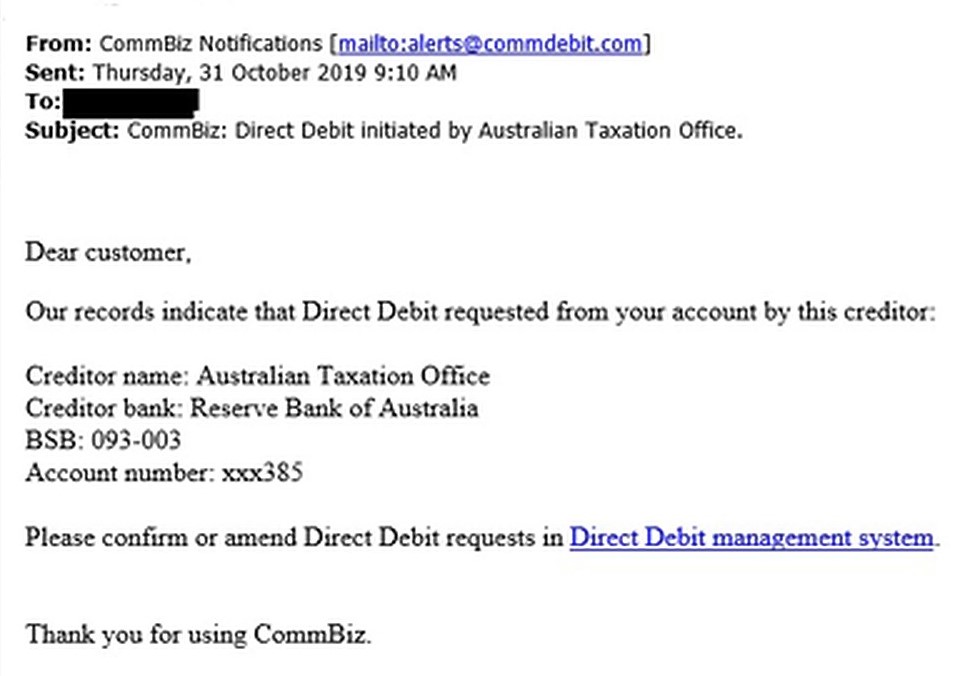 From: CommBiz Notifications [mailto:alerts@commdebit.com]
Sent: Thursday, 31 October 2019 9:10 AM
To:
Subject: CommBiz: Direct Debit initiated by Australian Taxation Office.
Dear customer,
Our records indicate that Direct Debit requested from your account by this creditor:
Creditor name: Australian Taxation Office
Creditor bank: Reserve Bank of Australia
BSB: 093-003
Account number: xxx385
Please confirm or amend Direct Debit requests in Direct Debit management system.
Thank you for using CommBiz.